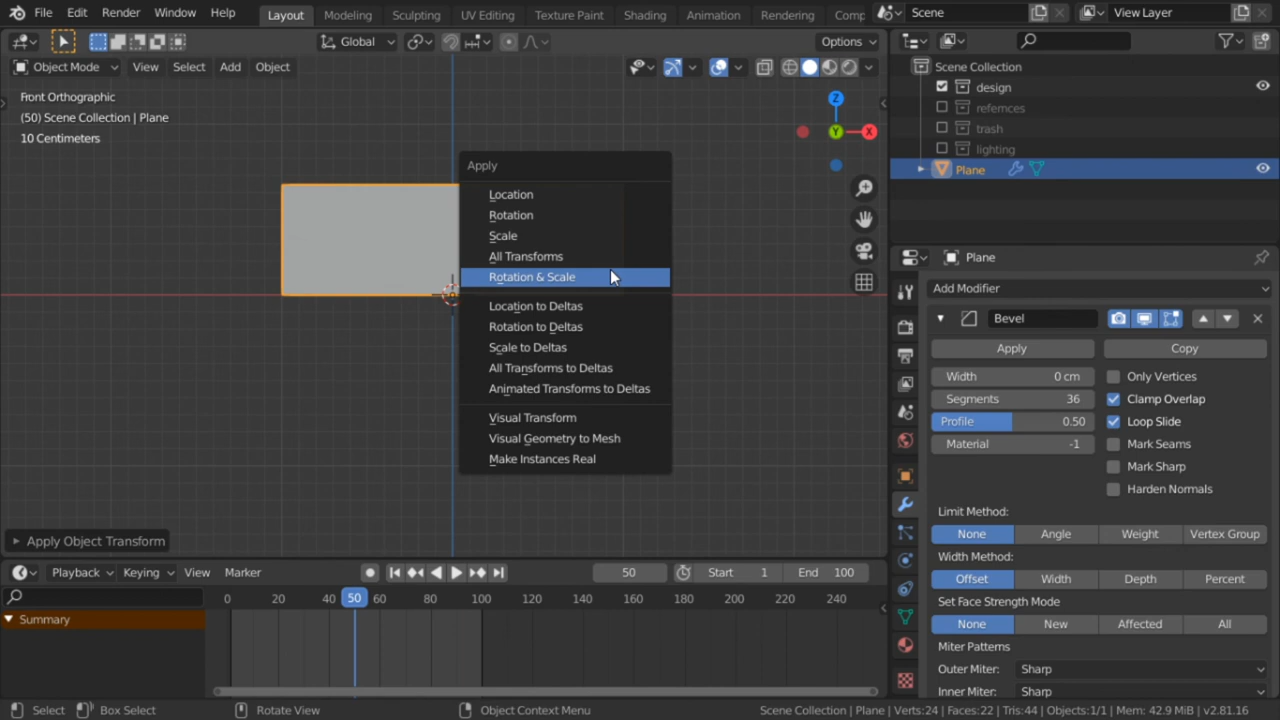 File Edit Render Window Help Layout Modeling Sculpting UV Editing Texture Paint Shading Animation Rendering Comp Scene View Layer
Global Options
Object Mode View Select Add Object
Front Orthographic
(50) Scene Collection | Plane
10 Centimeters
Apply
Location
Rotation
Scale
All Transforms
Rotation & Scale
Location to Deltas
Rotation to Deltas
Scale to Deltas
All Transforms to Deltas
Animated Transforms to Deltas
Visual Transform
Visual Geometry to Mesh
Make Instances Real
Z
Y
X
Apply Object Transform
Scene Collection
design
refernces
trash
lighting
Plane
Plane
Add Modifier
Bevel
Apply Copy
Width 0 cm Only Vertices
Segments 36 Clamp Overlap
Profile 0.50 Loop Slide
Material -1 Mark Seams
Mark Sharp
Harden Normals
Limit Method:
None Angle Weight Vertex Group
Width Method:
Offset Width Depth Percent
Set Face Strength Mode
None New Affected All
Miter Patterns
Outer Miter: Sharp
Inner Miter: Sharp
Playback Keying View Marker 50 Start 1 End 100
0 20 40 50 60 80 100 120 140 160 180 200 220 240
Summary
Select Box Select Rotate View Object Context Menu Scene Collection | Plane | Verts:24 | Faces:22 | Tris:44 | Objects:1/1 | Mem: 42.9 MiB | v2.81.16